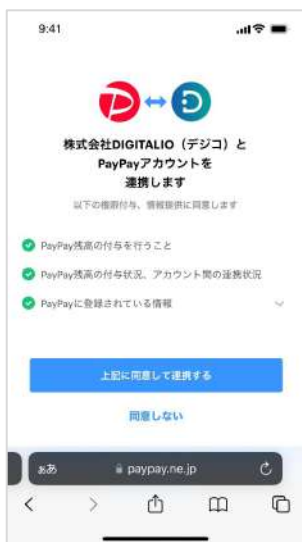 9:41
株式会社DIGITALIO（デジコ）と
PayPayアカウントを
連携します
以下の権限付与、情報提供に同意します
PayPay残高の付与を行うこと
PayPay残高の付与状況、アカウント間の連携状況
PayPayに登録されている情報
上記に同意して連携する
同意しない
ぁあ
paypay.ne.jp